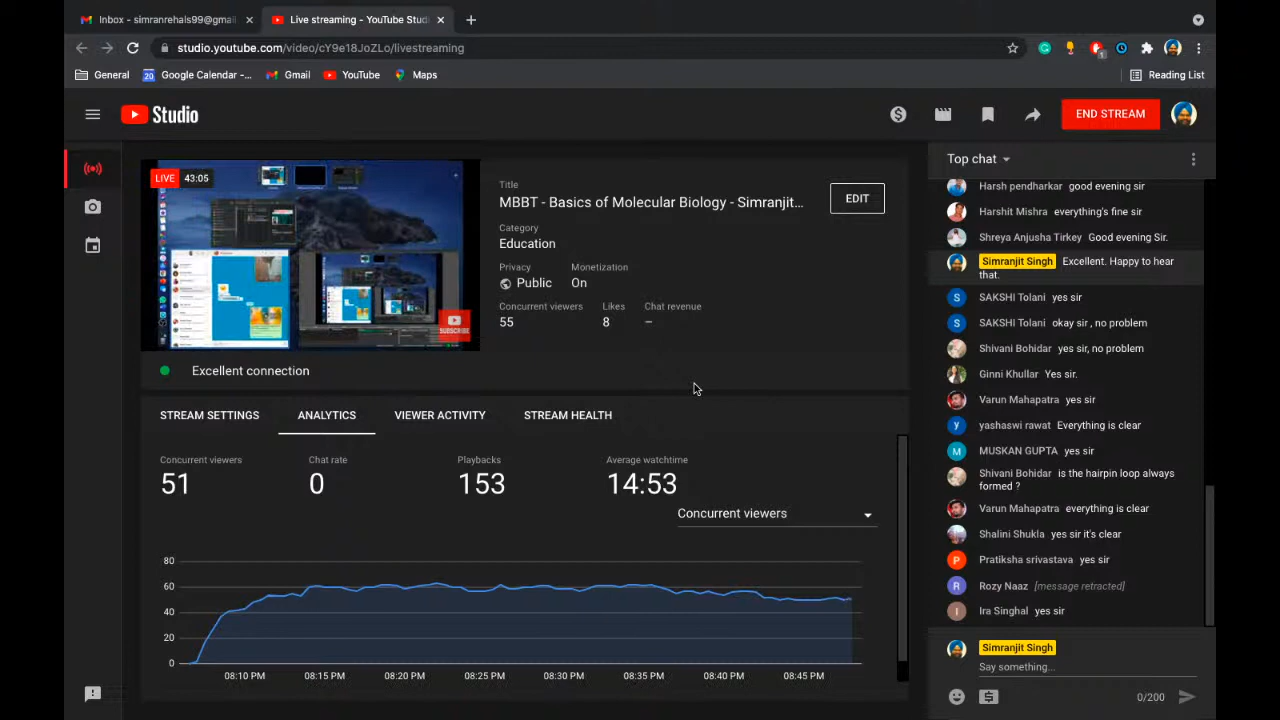 Inbox - simranrehals99@gmail
Live streaming - YouTube Studi
studio.youtube.com/video/cY9e18JoZLo/livestreaming
General
Google Calendar -...
Gmail
YouTube
Maps
Reading List
Studio
END STREAM
LIVE 43:05
SUBSCRIBE
Title
MBBT - Basics of Molecular Biology - Simranjit...
EDIT
Category
Education
Privacy Monetization
Public On
Concurrent viewers Likes Chat revenue
55 8 –
Excellent connection
STREAM SETTINGS ANALYTICS VIEWER ACTIVITY STREAM HEALTH
Concurrent viewers Chat rate Playbacks Average watchtime
51 0 153 14:53
Concurrent viewers
80
60
40
20
0
08:10 PM 08:15 PM 08:20 PM 08:25 PM 08:30 PM 08:35 PM 08:40 PM 08:45 PM
Top chat
Harsh pendharkar good evening sir
Harshit Mishra everything's fine sir
Shreya Anjusha Tirkey Good evening Sir.
Simranjit Singh Excellent. Happy to hear
that.
S SAKSHI Tolani yes sir
S SAKSHI Tolani okay sir , no problem
Shivani Bohidar yes sir, no problem
Ginni Khullar Yes sir.
Varun Mahapatra yes sir
y yashaswi rawat Everything is clear
M MUSKAN GUPTA yes sir
Shivani Bohidar is the hairpin loop always
formed ?
Varun Mahapatra everything is clear
Shalini Shukla yes sir it's clear
P Pratiksha srivastava yes sir
R Rozy Naaz [message retracted]
I Ira Singhal yes sir
Simranjit Singh
Say something...
0/200